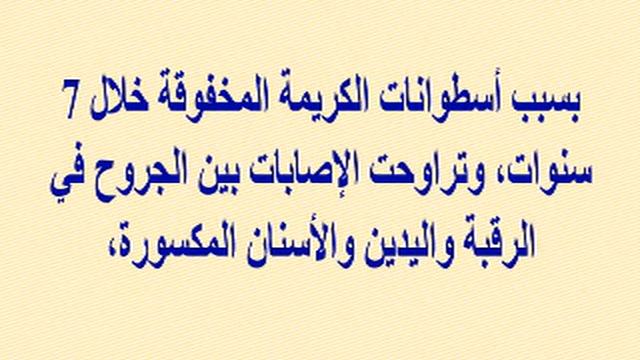 بسبب أسطوانات الكريمة المخفوقة خلال 7
سنوات، وتراوحت الإصابات بين الجروح في
الرقبة واليدين والأسنان المكسورة،